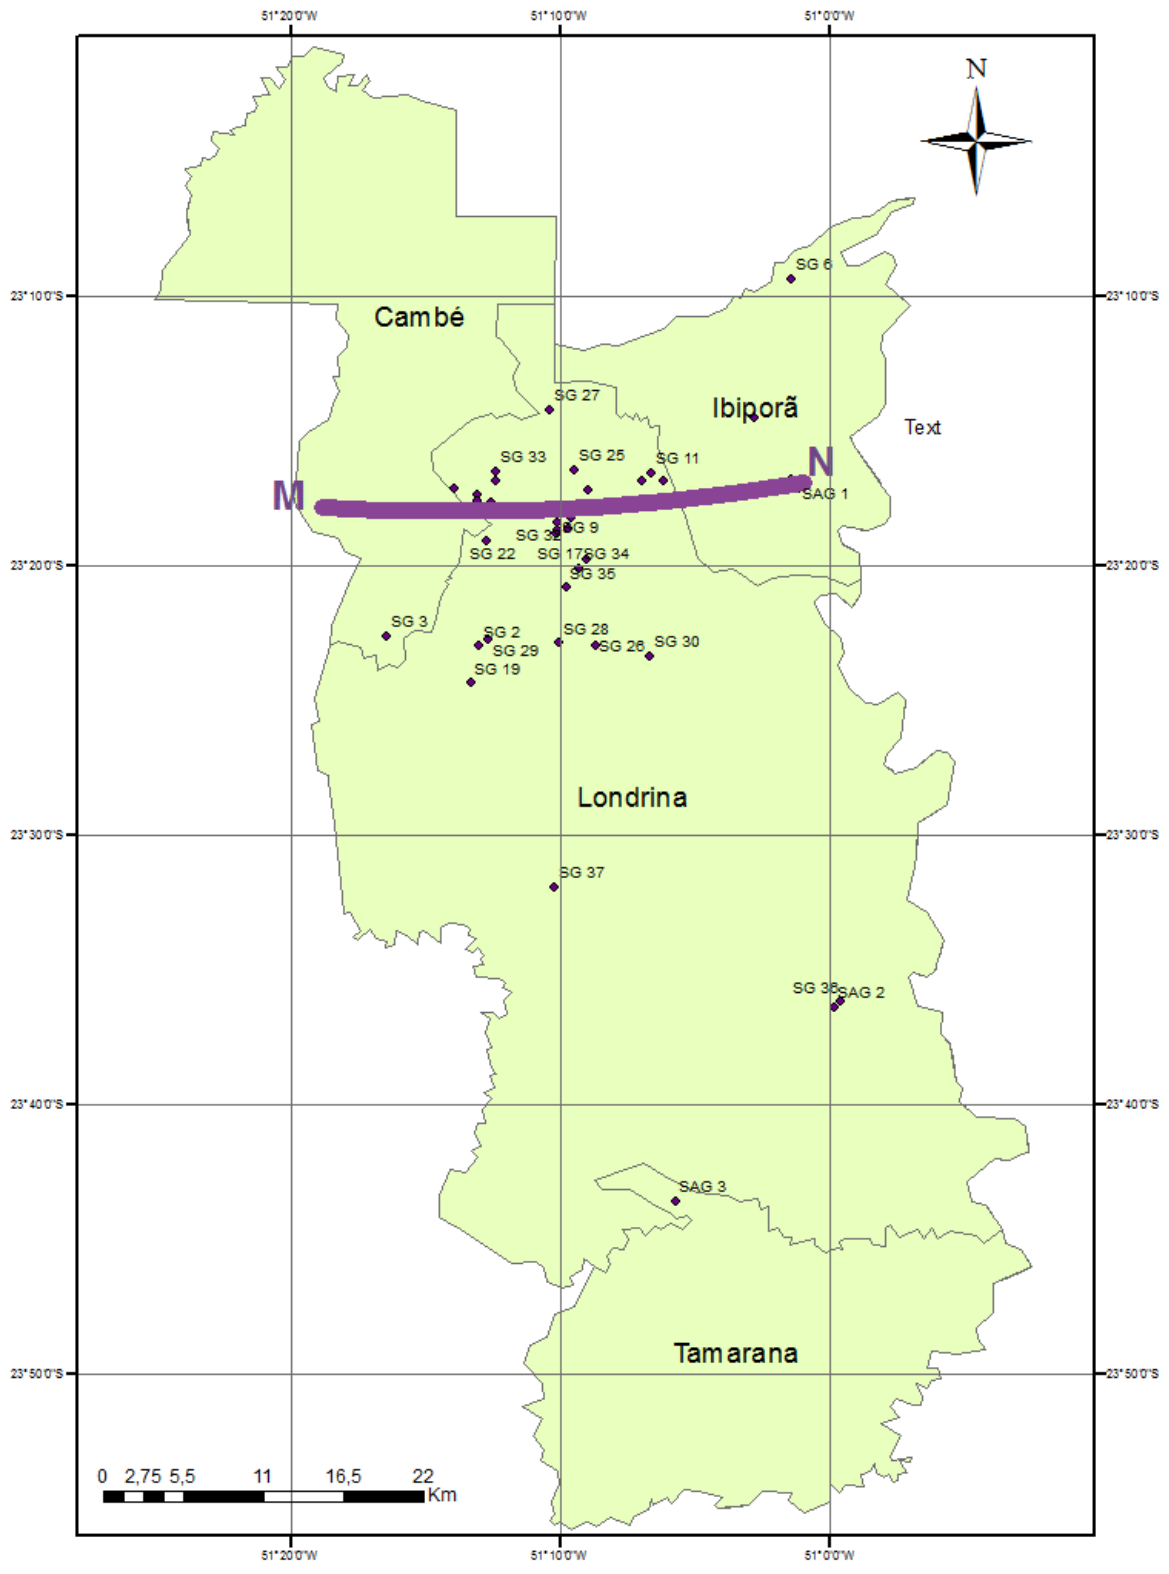 51°20'0"W 51°10'0"W 51°0'0"W
N
SG 6
23°10'0"S 23°10'0"S
Cambé
SG 27
Ibiporã
Text
SG 33 SG 25 SG 11
N
M
SAG 1
SG 9
SG 32
SG 22 SG 17 SG 34
23°20'0"S 23°20'0"S
SG 35
SG 3
SG 2 SG 28
SG 29 SG 26 SG 30
SG 19
Londrina
23°30'0"S 23°30'0"S
SG 37
SG 36 SAG 2
23°40'0"S 23°40'0"S
SAG 3
Tamarana
23°50'0"S 23°50'0"S
0 2,75 5,5 11 16,5 22
Km
51°20'0"W 51°10'0"W 51°0'0"W